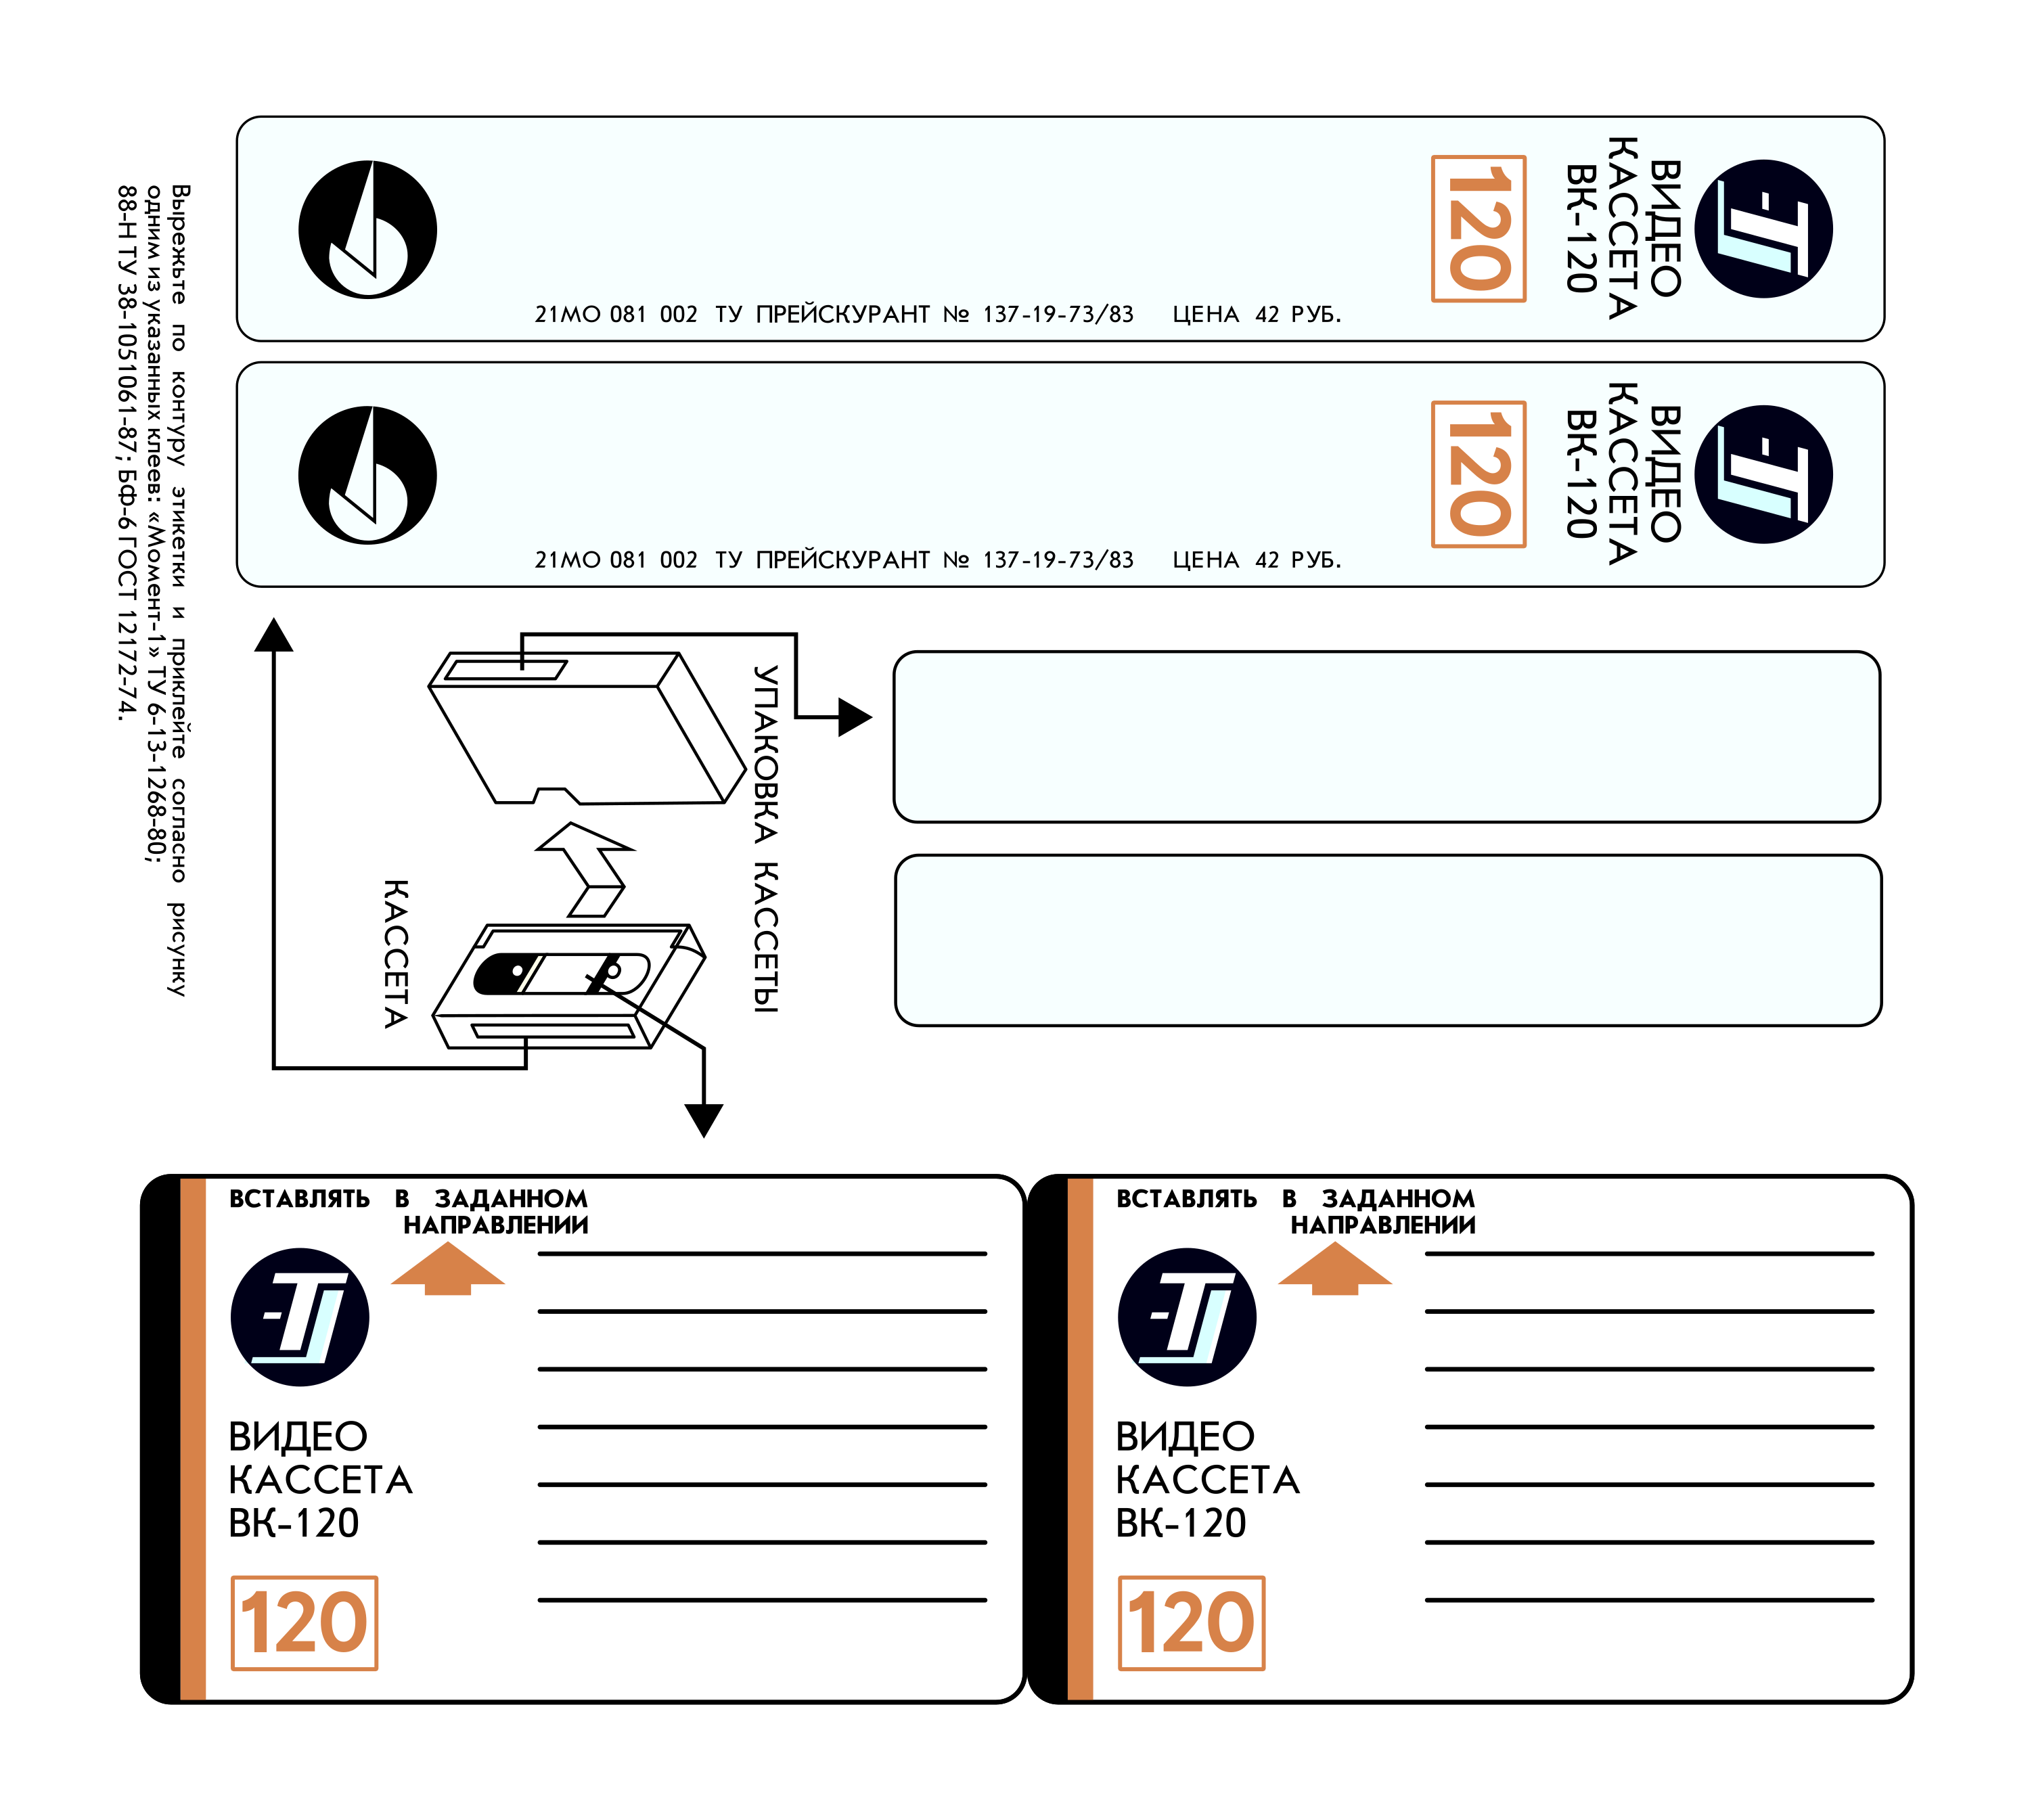 Вырежьте по контуру этикетки и приклейте согласно рисунку
одним из указанных клеев: «Момент-1» ТУ 6-13-1268-80;
88-Н ТУ 38-1051061-87; БФ-6 ГОСТ 12172-74.
ВИДЕО
КАССЕТА
ВК-120
120
21МО 081 002 ТУ ПРЕЙСКУРАНТ № 137-19-73/83 ЦЕНА 42 РУБ.
ВИДЕО
КАССЕТА
ВК-120
120
21МО 081 002 ТУ ПРЕЙСКУРАНТ № 137-19-73/83 ЦЕНА 42 РУБ.
УПАКОВКА КАССЕТЫ
КАССЕТА
ВСТАВЛЯТЬ В ЗАДАННОМ
НАПРАВЛЕНИИ
ВИДЕО
КАССЕТА
ВК-120
120
ВСТАВЛЯТЬ В ЗАДАННОМ
НАПРАВЛЕНИИ
ВИДЕО
КАССЕТА
ВК-120
120